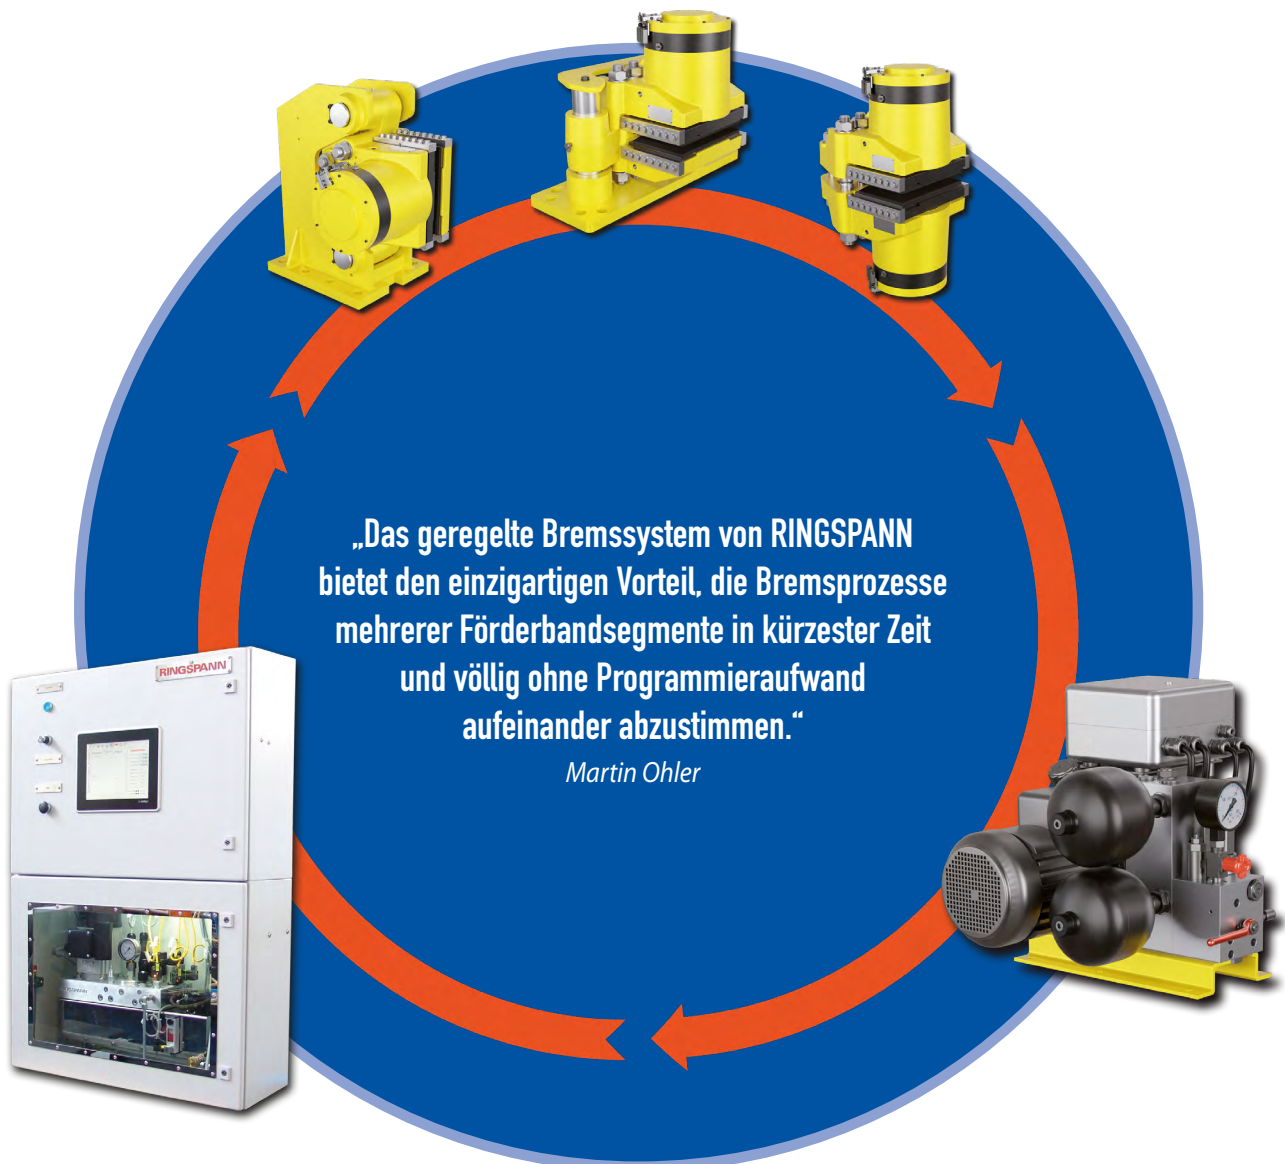 „Das geregelte Bremssystem von RINGSPANN
bietet den einzigartigen Vorteil, die Bremsprozesse
mehrerer Förderbandsegmente in kürzester Zeit
und völlig ohne Programmieraufwand
aufeinander abzustimmen.“
Martin Ohler
RINGSPANN